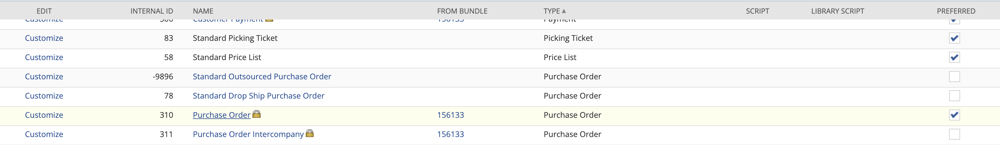 EDIT INTERNAL ID NAME FROM BUNDLE TYPE SCRIPT LIBRARY SCRIPT PREFERRED
Customize 306 Customer Payment 156133 Payment
Customize 83 Standard Picking Ticket Picking Ticket
Customize 58 Standard Price List Price List
Customize -9896 Standard Outsourced Purchase Order Purchase Order
Customize 78 Standard Drop Ship Purchase Order Purchase Order
Customize 310 Purchase Order 156133 Purchase Order
Customize 311 Purchase Order Intercompany 156133 Purchase Order